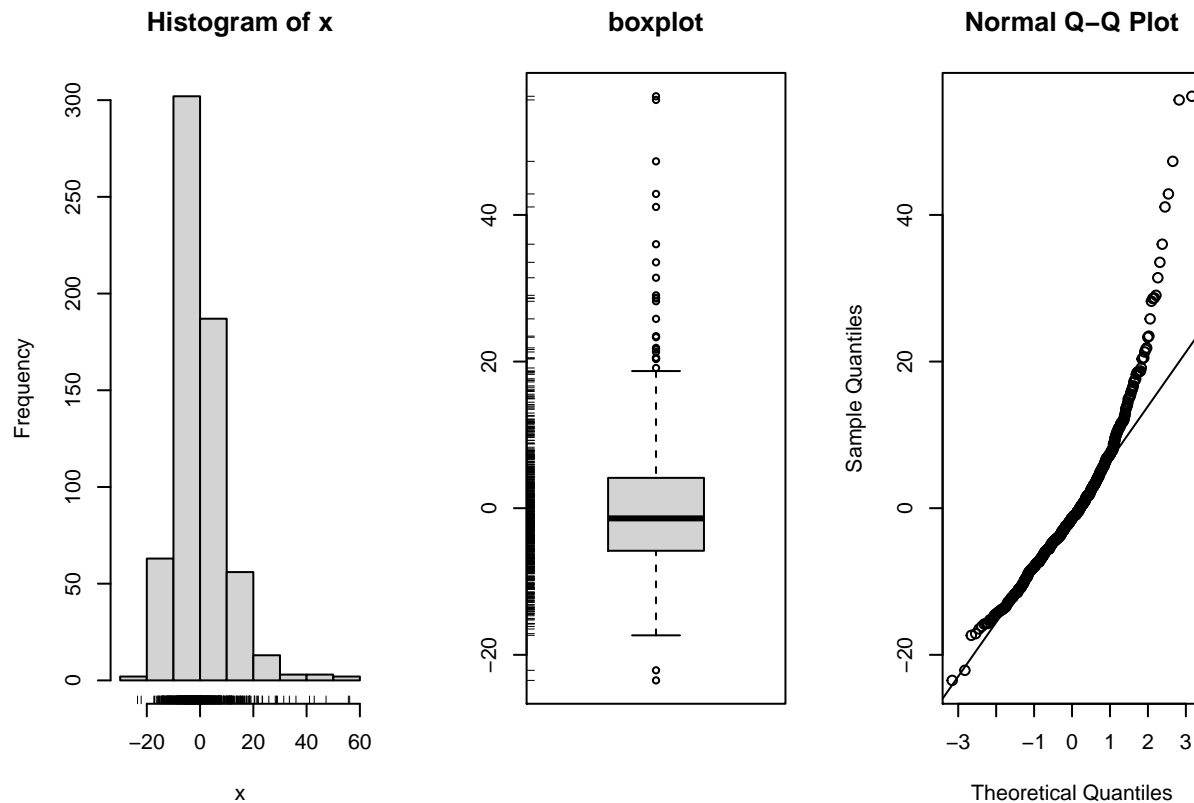 Histogram of x
Frequency
300
250
200
150
100
50
0
−20 0 20 40 60
x
boxplot
40
20
0
−20
Normal Q−Q Plot
Sample Quantiles
40
20
0
−20
−3 −1 0 1 2 3
Theoretical Quantiles